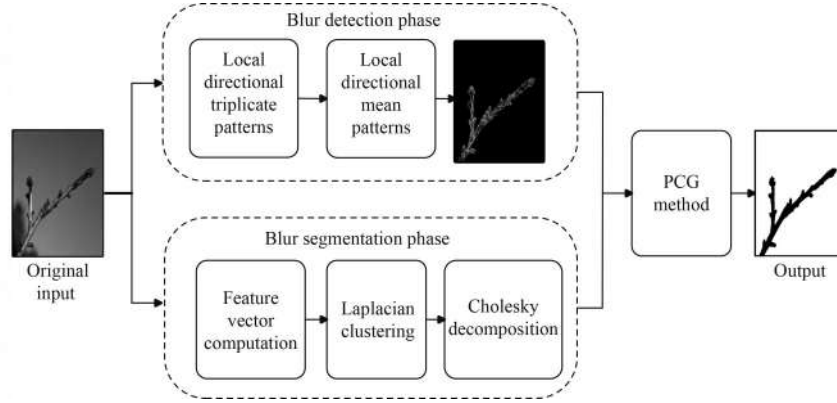 Blur detection phase
Local
directional
triplicate
patterns
Local
directional
mean
patterns
Original
input
PCG
method
Output
Blur segmentation phase
Feature
vector
computation
Laplacian
clustering
Cholesky
decomposition